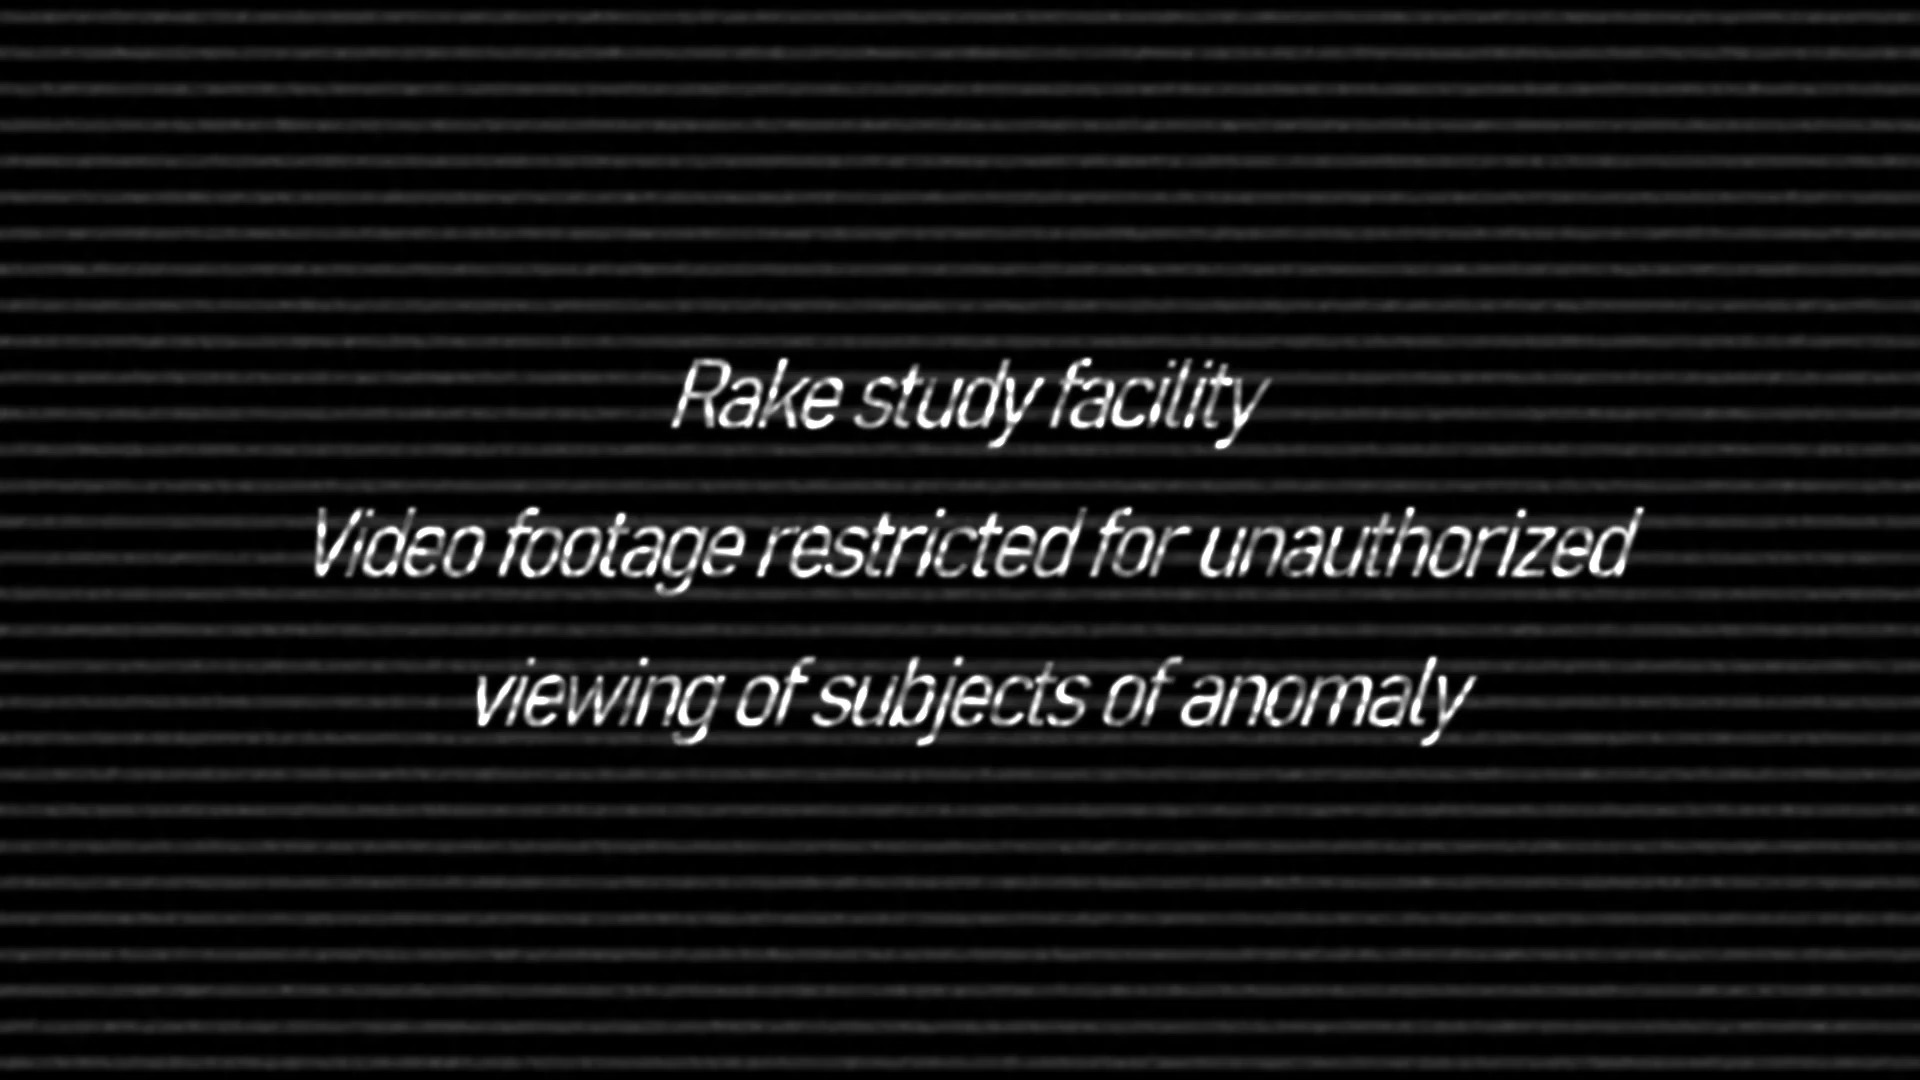 Rake study facility
Video footage restricted for unauthorized
viewing of subjects of anomaly